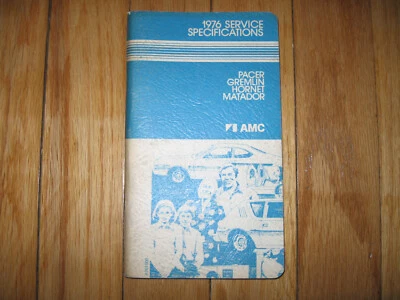 1976 SERVICE
SPECIFICATIONS
PACER
GREMLIN
HORNET
MATADOR
AMC